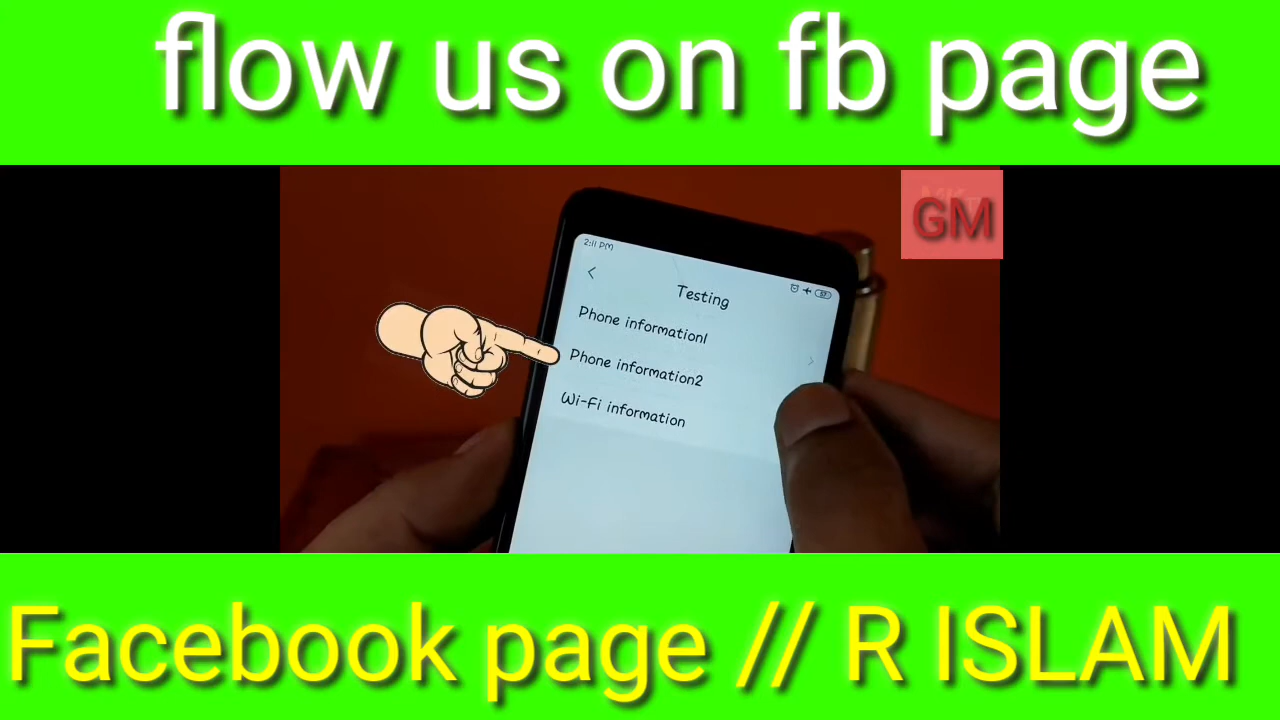 flow us on fb page
GM
2:11 PM
Testing
Phone information1
Phone information2
Wi-Fi information
Facebook page // R ISLAM